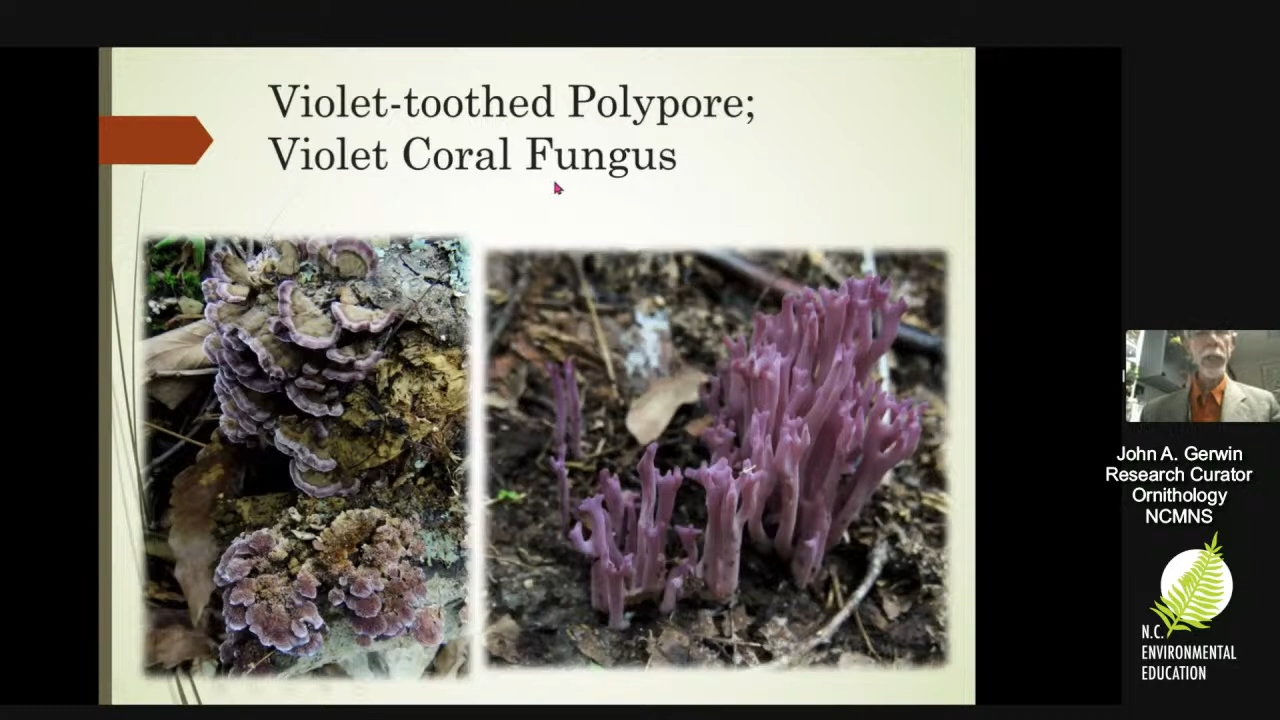 Violet-toothed Polypore;
Violet Coral Fungus
John A. Gerwin
Research Curator
Ornithology
NCMNS
N.C.
ENVIRONMENTAL
EDUCATION